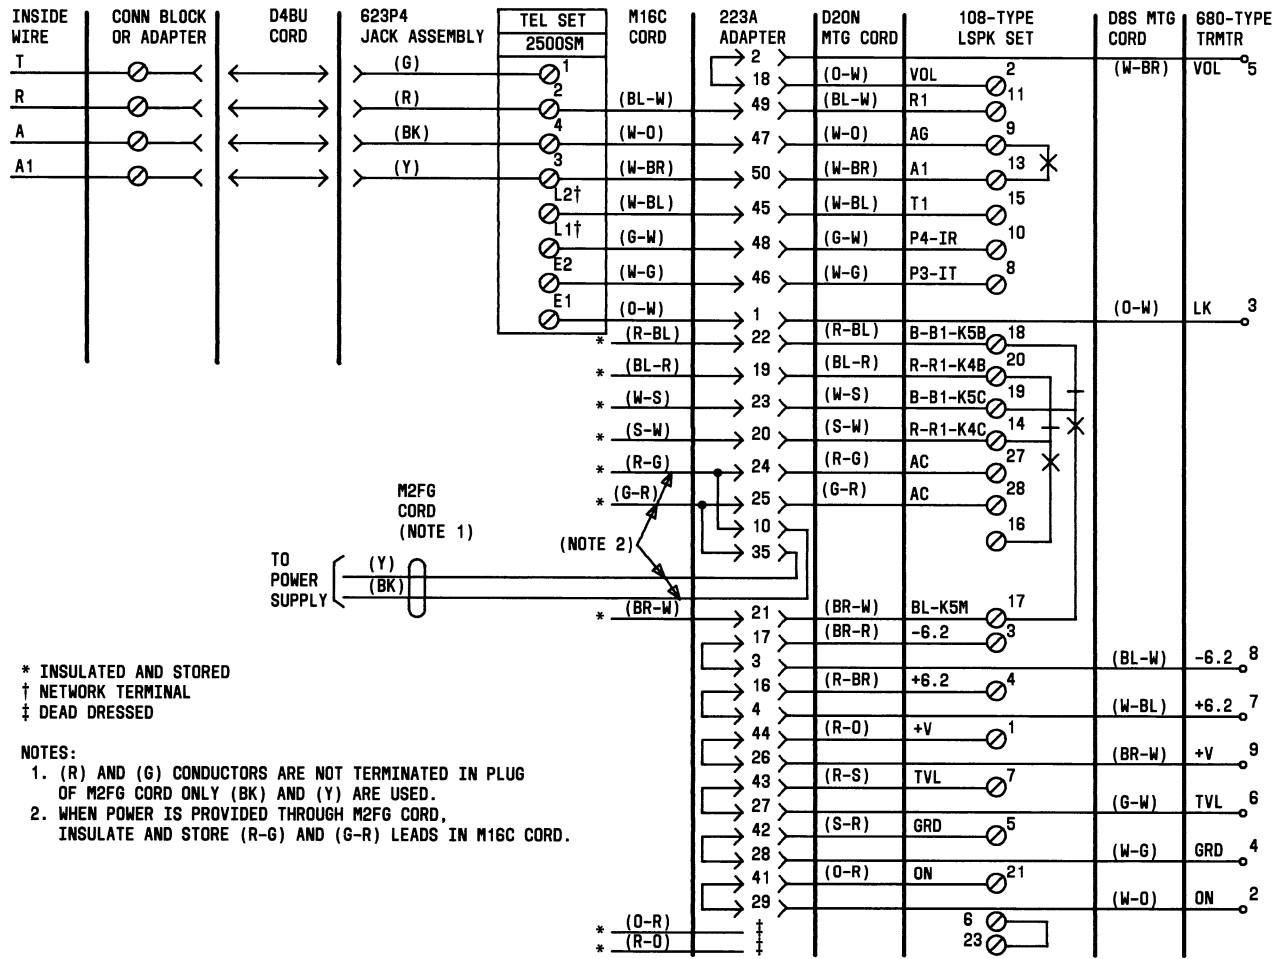 INSIDE WIRE
CONN BLOCK OR ADAPTER
D4BU CORD
623P4 JACK ASSEMBLY
TEL SET
2500SM
M16C CORD
223A ADAPTER
D20N MTG CORD
108-TYPE LSPK SET
D8S MTG CORD
680-TYPE TRMTR
2 (W-BR) VOL 5
T (G) 1
18 (O-W) VOL 2
R (R) 2 (BL-W) 49 (BL-W) R1 11
A (BK) 4 (W-O) 47 (W-O) AG 9
A1 (Y) 3 (W-BR) 50 (W-BR) A1 13
L2† (W-BL) 45 (W-BL) T1 15
L1† (G-W) 48 (G-W) P4-IR 10
E2 (W-G) 46 (W-G) P3-IT 8
E1 (O-W) 1 (O-W) LK 3
* (R-BL) 22 (R-BL) B-B1-K5B 18
* (BL-R) 19 (BL-R) R-R1-K4B 20
* (W-S) 23 (W-S) B-B1-K5C 19
* (S-W) 20 (S-W) R-R1-K4C 14
* (R-G) 24 (R-G) AC 27
* (G-R) 25 (G-R) AC 28
10 16
35
M2FG
CORD
(NOTE 1)
(NOTE 2)
TO
POWER
SUPPLY
(Y)
(BK)
* (BR-W) 21 (BR-W) BL-K5M 17
17 (BR-R) -6.2 3
3 (BL-W) -6.2 8
16 (R-BR) +6.2 4
4 (W-BL) +6.2 7
44 (R-O) +V 1
26 (BR-W) +V 9
43 (R-S) TVL 7
27 (G-W) TVL 6
42 (S-R) GRD 5
28 (W-G) GRD 4
41 (O-R) ON 21
29 (W-O) ON 2
* (O-R) ‡ 6
* (R-O) ‡ 23
* INSULATED AND STORED
† NETWORK TERMINAL
‡ DEAD DRESSED
NOTES:
1. (R) AND (G) CONDUCTORS ARE NOT TERMINATED IN PLUG
OF M2FG CORD ONLY (BK) AND (Y) ARE USED.
2. WHEN POWER IS PROVIDED THROUGH M2FG CORD,
INSULATE AND STORE (R-G) AND (G-R) LEADS IN M16C CORD.